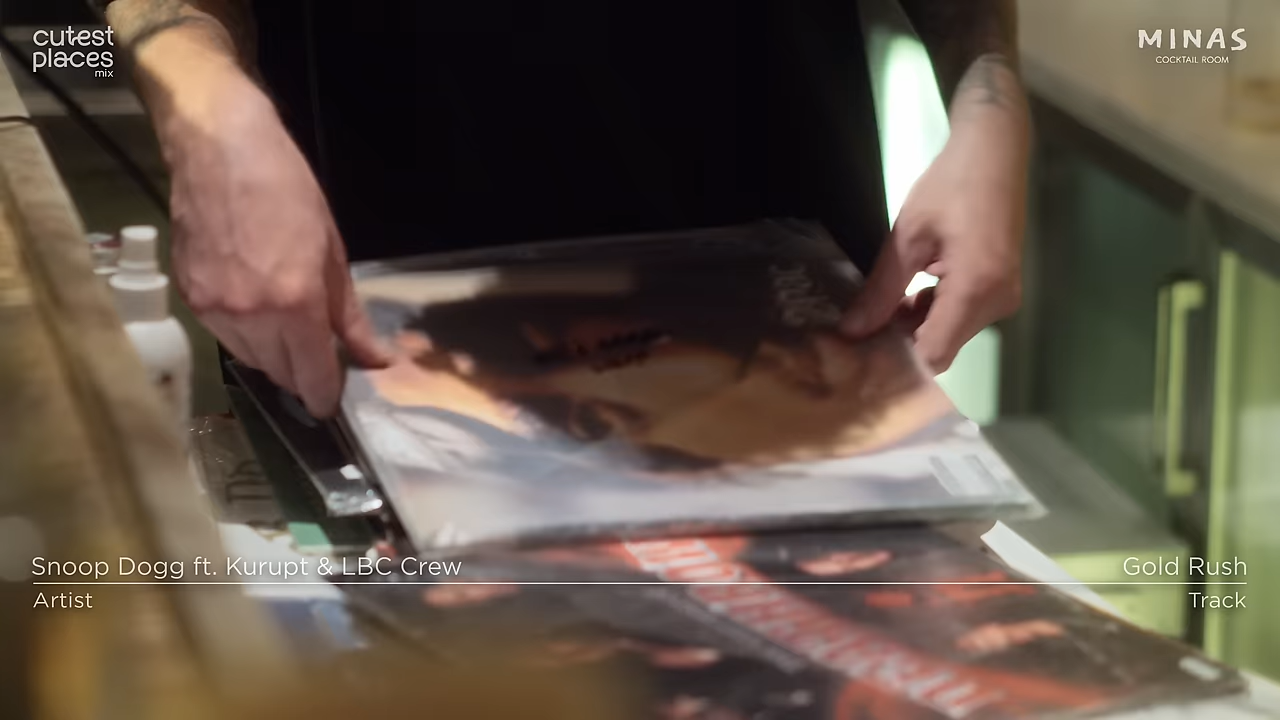 cutest
places
mix
MINAS
COCKTAIL ROOM
Snoop Dogg ft. Kurupt & LBC Crew
Gold Rush
Artist
Track